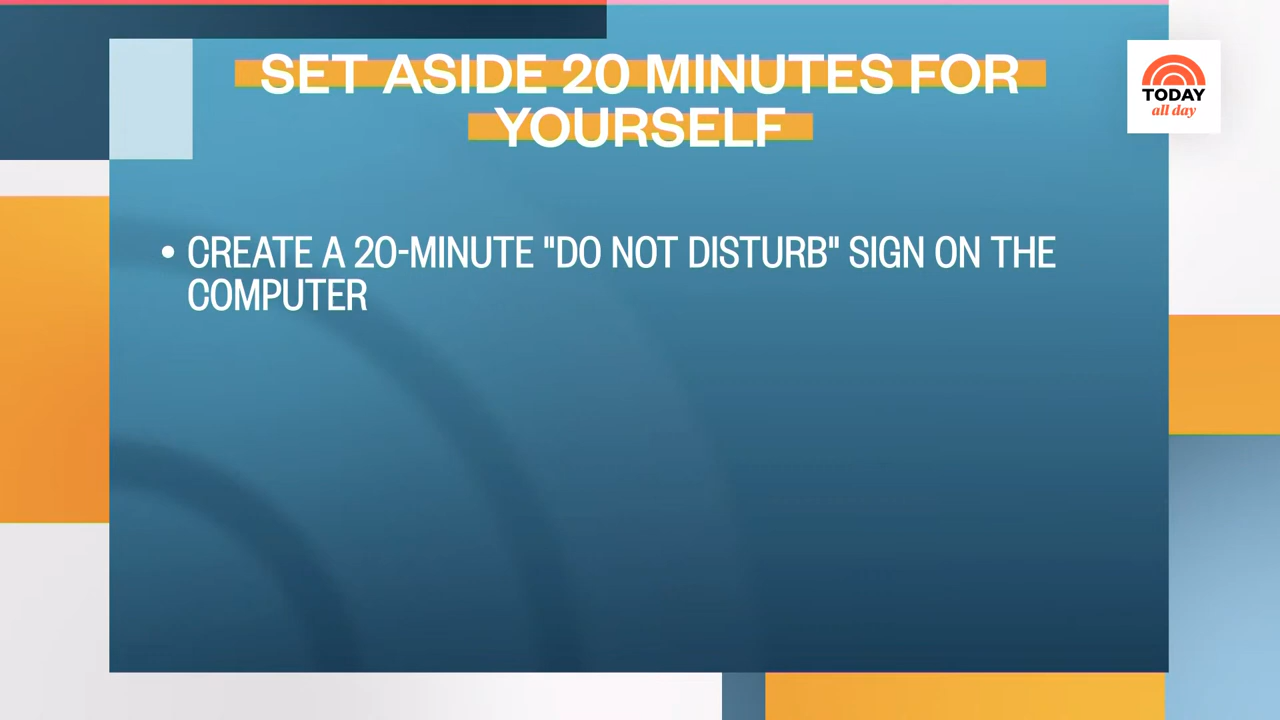 SET ASIDE 20 MINUTES FOR
YOURSELF
TODAY
all day
• CREATE A 20-MINUTE "DO NOT DISTURB" SIGN ON THE
COMPUTER